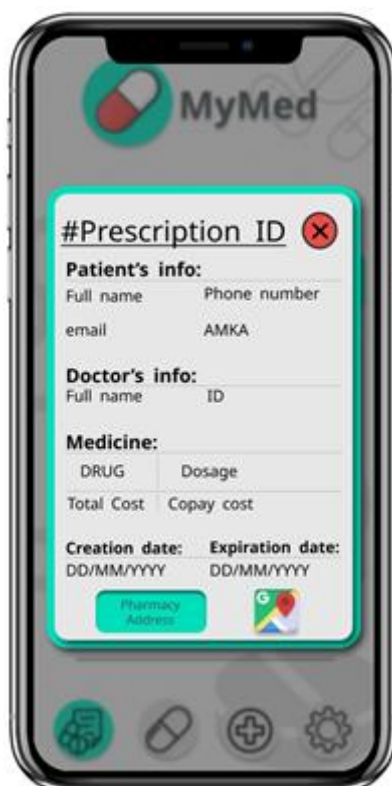 MyMed
#Prescription ID
Patient's info:
Full name Phone number
email AMKA
Doctor's info:
Full name ID
Medicine:
DRUG Dosage
Total Cost Copay cost
Creation date: Expiration date:
DD/MM/YYYY DD/MM/YYYY
Pharmacy
Address
G